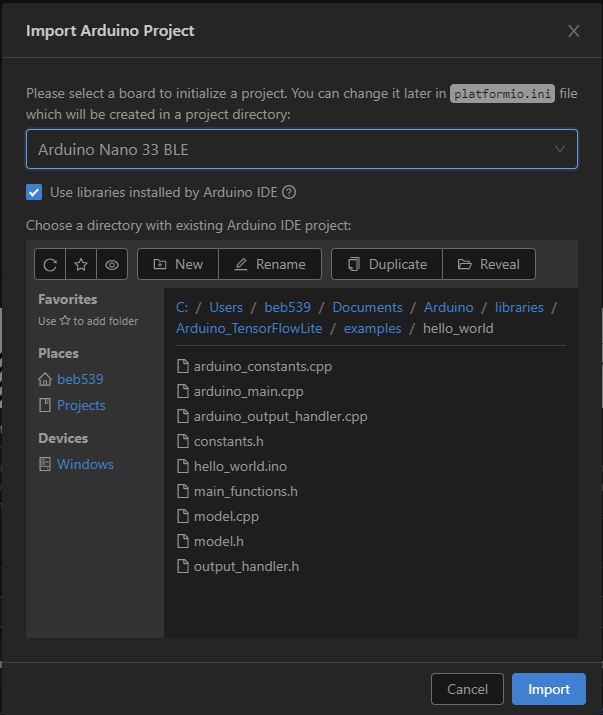 Import Arduino Project
Please select a board to initialize a project. You can change it later in platformio.ini file
which will be created in a project directory:
Arduino Nano 33 BLE
Use libraries installed by Arduino IDE
Choose a directory with existing Arduino IDE project:
New Rename Duplicate Reveal
Favorites
Use ☆ to add folder
Places
beb539
Projects
Devices
Windows
C: / Users / beb539 / Documents / Arduino / libraries /
Arduino_TensorFlowLite / examples / hello_world
arduino_constants.cpp
arduino_main.cpp
arduino_output_handler.cpp
constants.h
hello_world.ino
main_functions.h
model.cpp
model.h
output_handler.h
Cancel Import